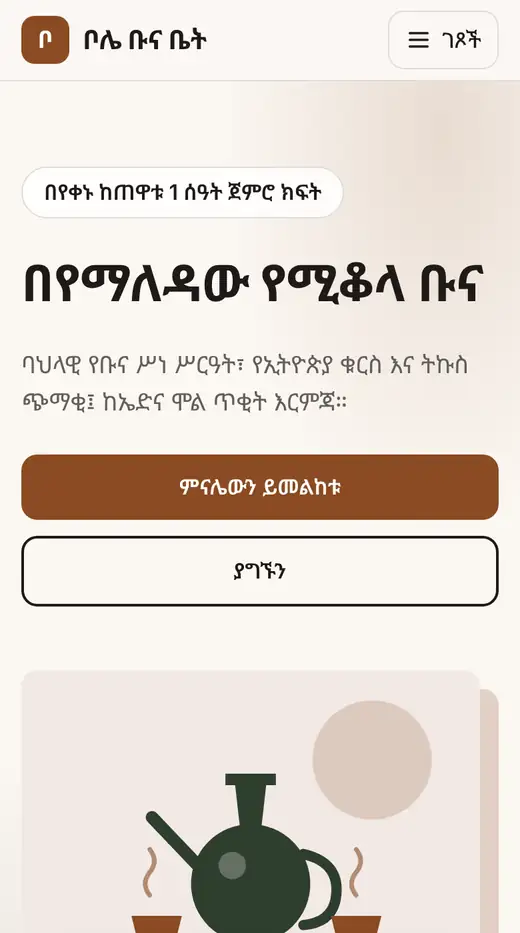 ቦ
ቦሌ ቡና ቤት
ገጾች
በየቀኑ ከጠዋቱ 1 ሰዓት ጀምሮ ክፍት
በየማለዳው የሚቆላ ቡና
ባህላዊ የቡና ሥነ ሥርዓት፣ የኢትዮጵያ ቁርስ እና ትኩስ
ጭማቂ፤ ከኤድና ሞል ጥቂት እርምጃ።
ምናሌውን ይመልከቱ
ያግኙን